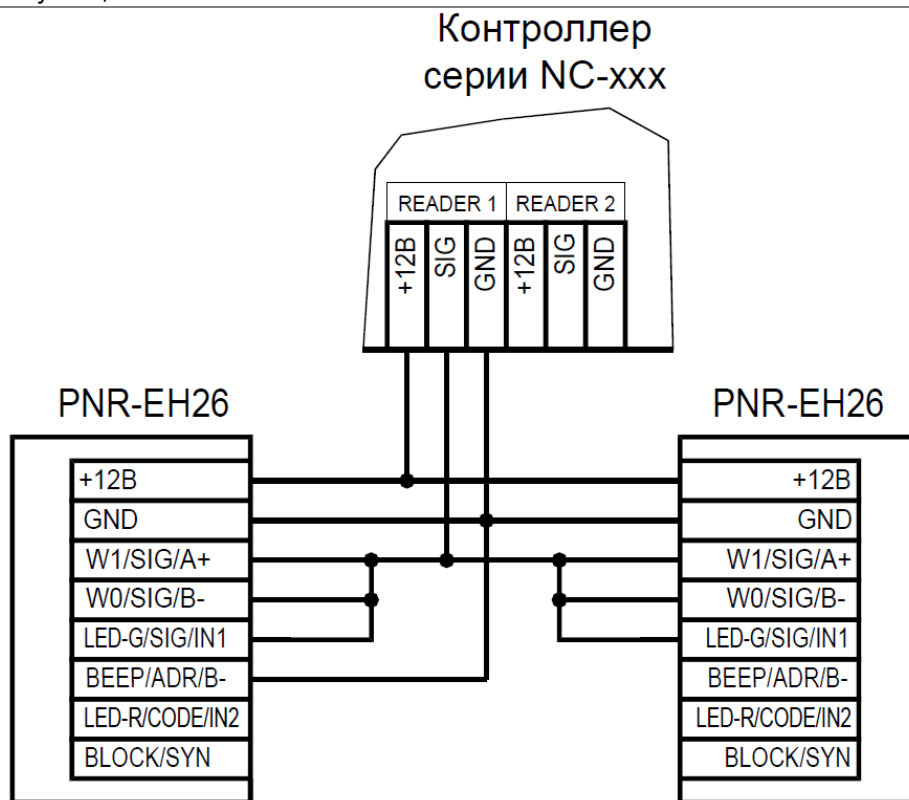 Контроллер
серии NC-xxx
READER 1 READER 2
+12В SIG GND +12В SIG GND
PNR-EH26
+12В
GND
W1/SIG/A+
W0/SIG/B-
LED-G/SIG/IN1
BEEP/ADR/B-
LED-R/CODE/IN2
BLOCK/SYN
PNR-EH26
+12В
GND
W1/SIG/A+
W0/SIG/B-
LED-G/SIG/IN1
BEEP/ADR/B-
LED-R/CODE/IN2
BLOCK/SYN